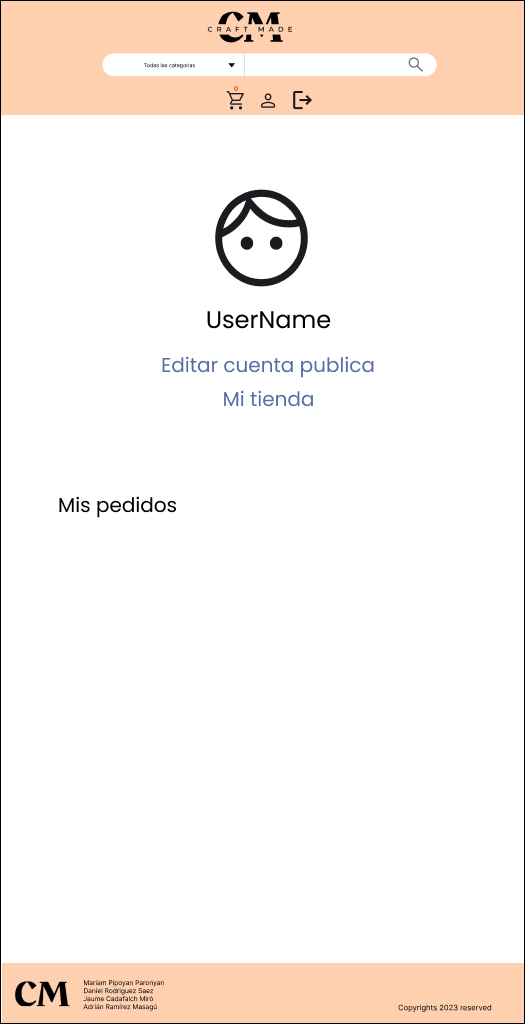 CM
CRAFT MADE
Todas las categorias
0
UserName
Editar cuenta publica
Mi tienda
Mis pedidos
CM
Mariam Pipoyan Paronyan
Daniel Rodriguez Saez
Jaume Cadafalch Miró
Adrián Ramírez Masagú
Copyrights 2023 reserved